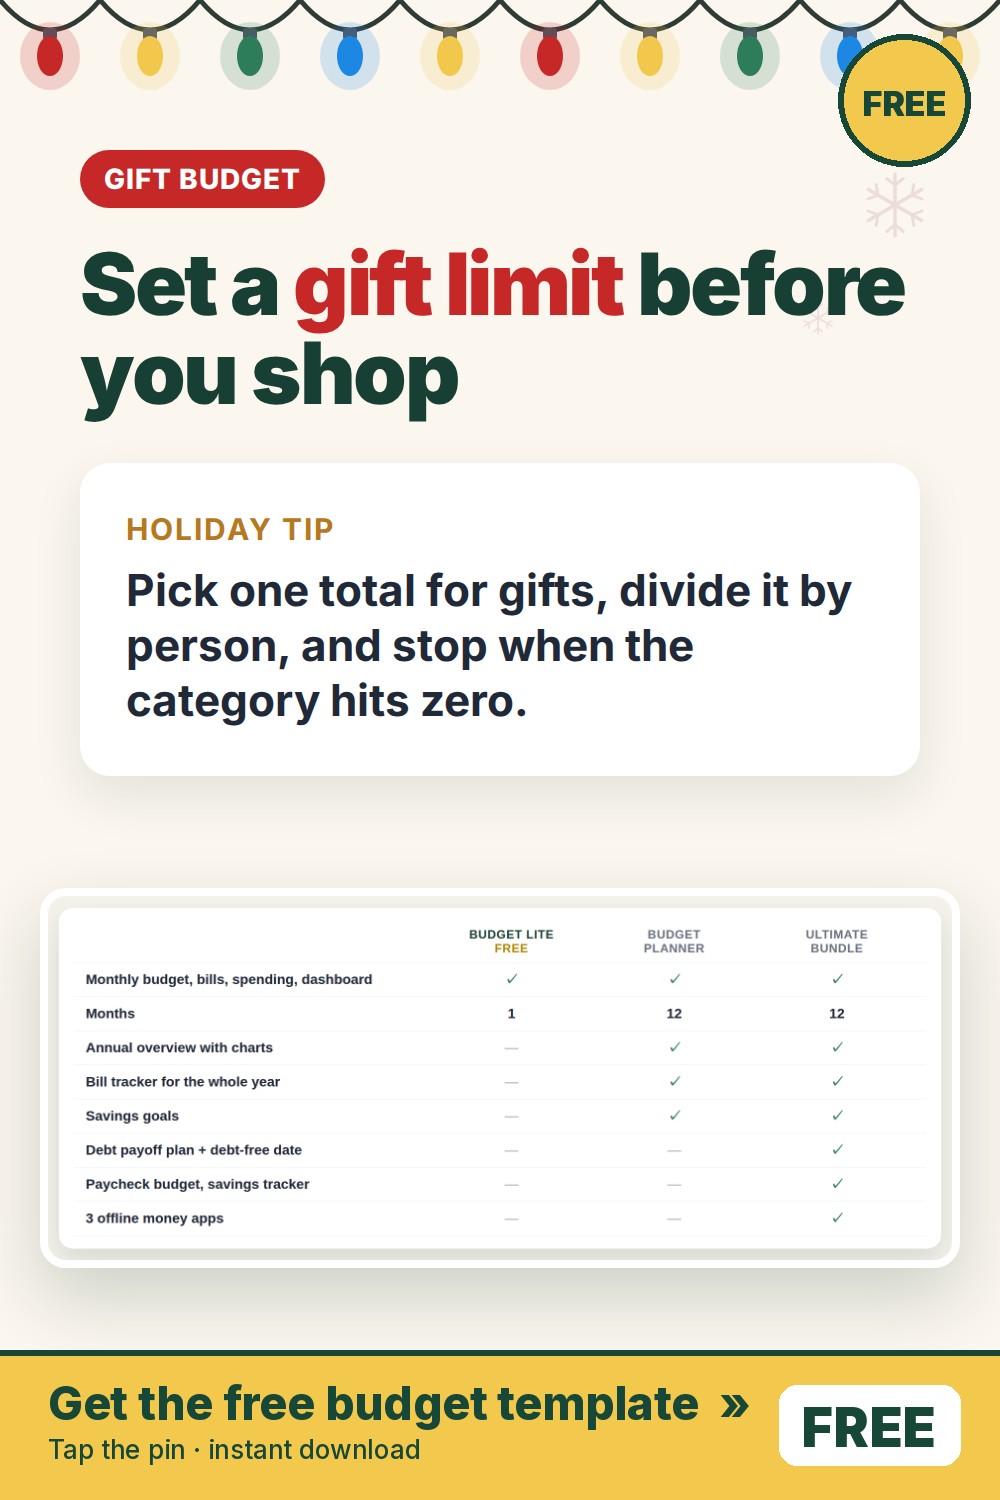 FREE
GIFT BUDGET
Set a gift limit before
you shop
HOLIDAY TIP
Pick one total for gifts, divide it by
person, and stop when the
category hits zero.
BUDGET LITE BUDGET ULTIMATE
FREE PLANNER BUNDLE
Monthly budget, bills, spending, dashboard ✓ ✓ ✓
Months 1 12 12
Annual overview with charts — ✓ ✓
Bill tracker for the whole year — ✓ ✓
Savings goals — ✓ ✓
Debt payoff plan + debt-free date — — ✓
Paycheck budget, savings tracker — — ✓
3 offline money apps — — ✓
Get the free budget template »
Tap the pin · instant download
FREE